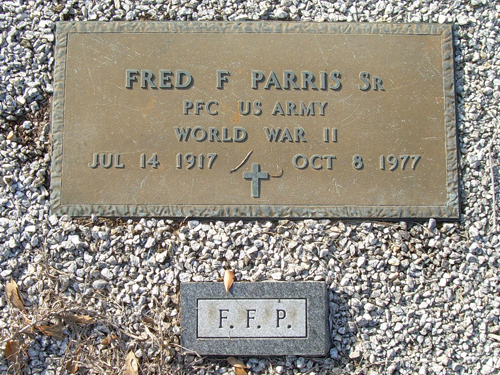 FRED F PARRIS SR
PFC US ARMY
WORLD WAR II
JUL 14 1917 OCT 8 1977
F. F. P.